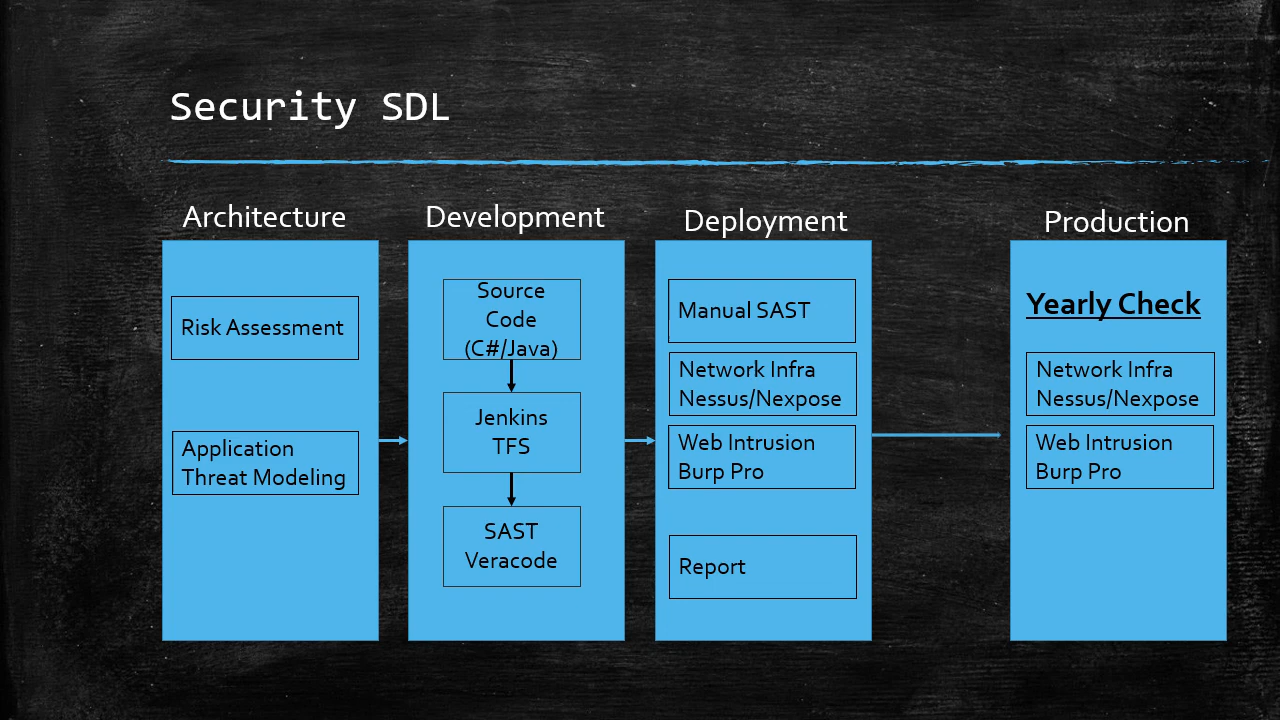 Security SDL
Architecture
Risk Assessment
Application
Threat Modeling
Development
Source
Code
(C#/Java)
Jenkins
TFS
SAST
Veracode
Deployment
Manual SAST
Network Infra
Nessus/Nexpose
Web Intrusion
Burp Pro
Report
Production
Yearly Check
Network Infra
Nessus/Nexpose
Web Intrusion
Burp Pro